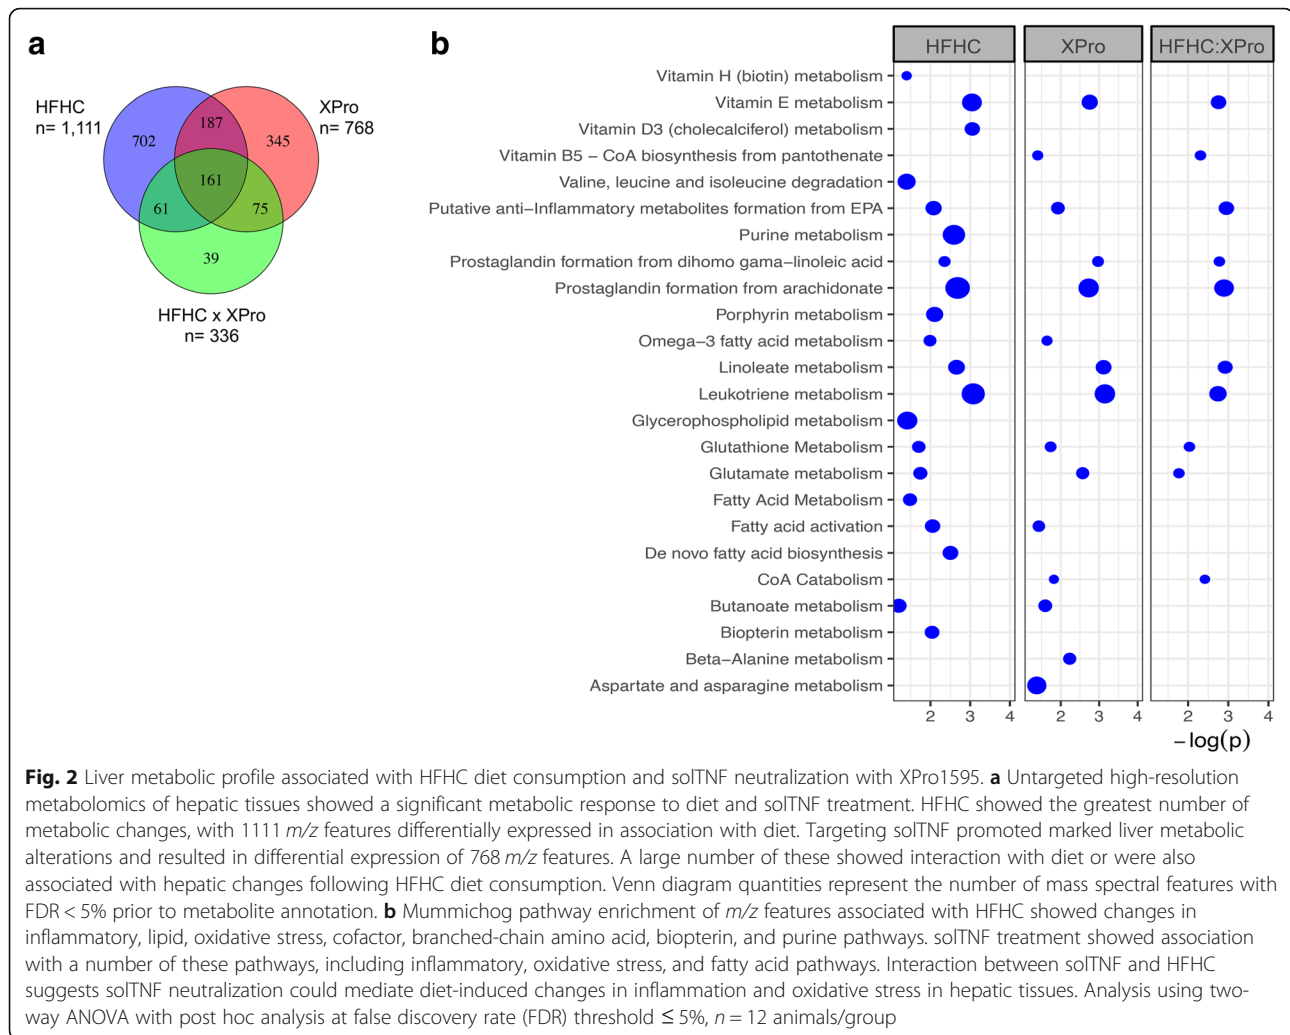 a
HFHC
n= 1,111
XPro
n= 768
702
187
345
161
61
75
39
HFHC x XPro
n= 336
b
HFHC
XPro
HFHC:XPro
Vitamin H (biotin) metabolism
Vitamin E metabolism
Vitamin D3 (cholecalciferol) metabolism
Vitamin B5 − CoA biosynthesis from pantothenate
Valine, leucine and isoleucine degradation
Putative anti−Inflammatory metabolites formation from EPA
Purine metabolism
Prostaglandin formation from dihomo gama−linoleic acid
Prostaglandin formation from arachidonate
Porphyrin metabolism
Omega−3 fatty acid metabolism
Linoleate metabolism
Leukotriene metabolism
Glycerophospholipid metabolism
Glutathione Metabolism
Glutamate metabolism
Fatty Acid Metabolism
Fatty acid activation
De novo fatty acid biosynthesis
CoA Catabolism
Butanoate metabolism
Biopterin metabolism
Beta−Alanine metabolism
Aspartate and asparagine metabolism
2 3 4
2 3 4
2 3 4
−log(p)
Fig. 2 Liver metabolic profile associated with HFHC diet consumption and solTNF neutralization with XPro1595. a Untargeted high-resolution
metabolomics of hepatic tissues showed a significant metabolic response to diet and solTNF treatment. HFHC showed the greatest number of
metabolic changes, with 1111 m/z features differentially expressed in association with diet. Targeting solTNF promoted marked liver metabolic
alterations and resulted in differential expression of 768 m/z features. A large number of these showed interaction with diet or were also
associated with hepatic changes following HFHC diet consumption. Venn diagram quantities represent the number of mass spectral features with
FDR < 5% prior to metabolite annotation. b Mummichog pathway enrichment of m/z features associated with HFHC showed changes in
inflammatory, lipid, oxidative stress, cofactor, branched-chain amino acid, biopterin, and purine pathways. solTNF treatment showed association
with a number of these pathways, including inflammatory, oxidative stress, and fatty acid pathways. Interaction between solTNF and HFHC
suggests solTNF neutralization could mediate diet-induced changes in inflammation and oxidative stress in hepatic tissues. Analysis using two-
way ANOVA with post hoc analysis at false discovery rate (FDR) threshold ≤ 5%, n = 12 animals/group